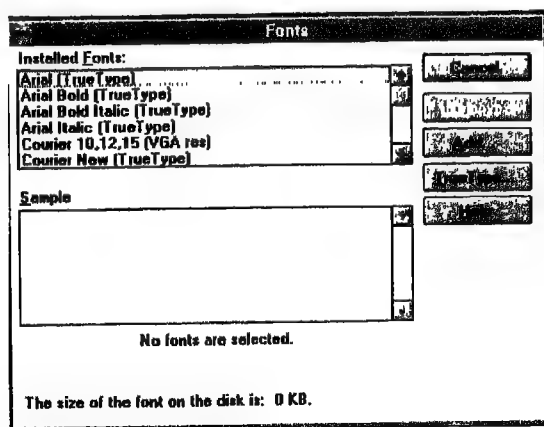 Fonts
Installed Fonts:
Arial (TrueType)
Arial Bold (TrueType)
Arial Bold Italic (TrueType)
Arial Italic (TrueType)
Courier 10,12,15 (VGA res)
Courier New (TrueType)
Cancel
Sample
No fonts are selected.
The size of the font on the disk is: 0 KB.